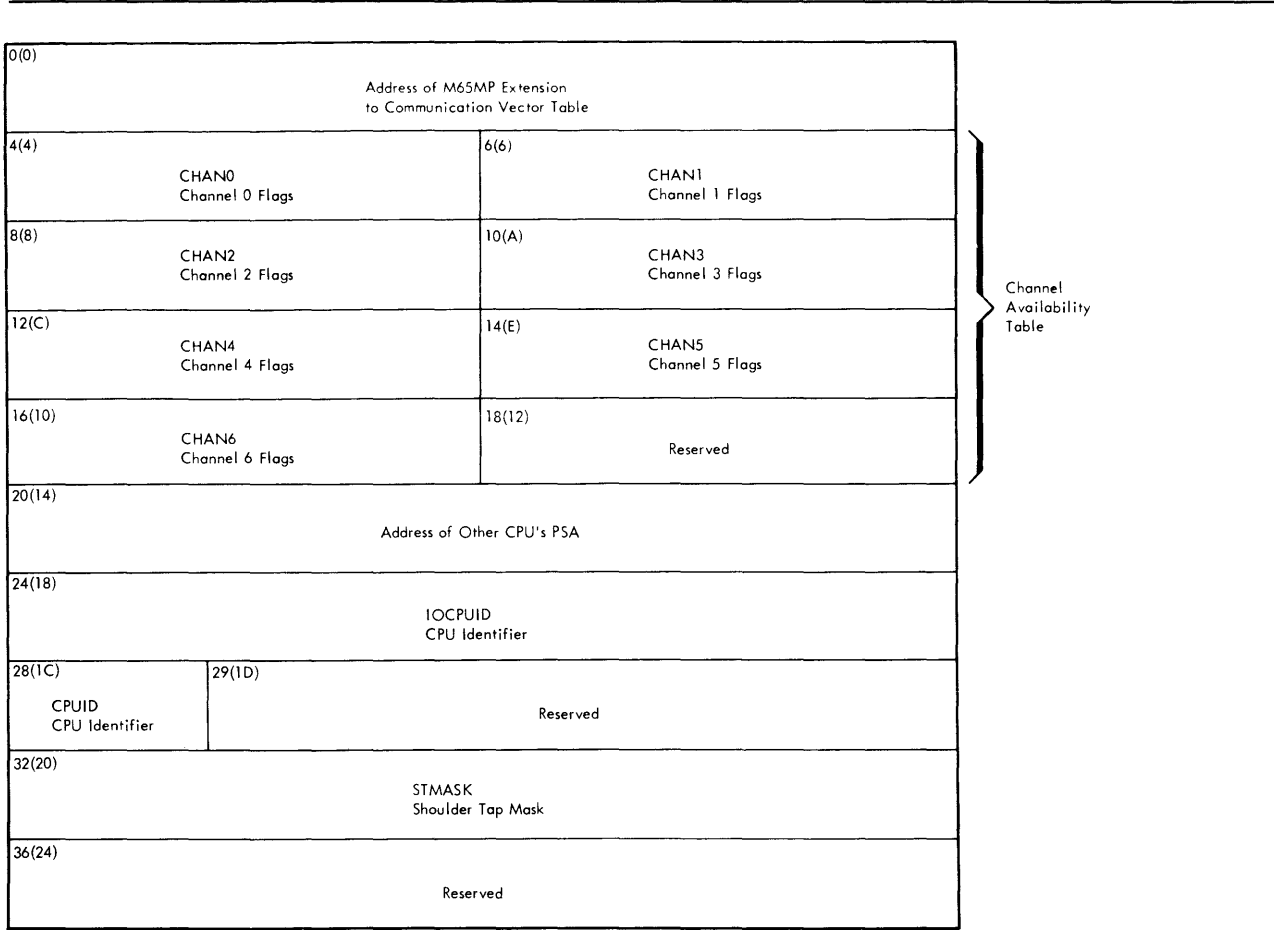 0(0)
Address of M65MP Extension
to Communication Vector Table
4(4)
CHAN0
Channel 0 Flags
6(6)
CHAN1
Channel 1 Flags
8(8)
CHAN2
Channel 2 Flags
10(A)
CHAN3
Channel 3 Flags
12(C)
CHAN4
Channel 4 Flags
14(E)
CHAN5
Channel 5 Flags
16(10)
CHAN6
Channel 6 Flags
18(12)
Reserved
Channel
Availability
Table
20(14)
Address of Other CPU's PSA
24(18)
IOCPUID
CPU Identifier
28(1C)
CPUID
CPU Identifier
29(1D)
Reserved
32(20)
STMASK
Shoulder Tap Mask
36(24)
Reserved